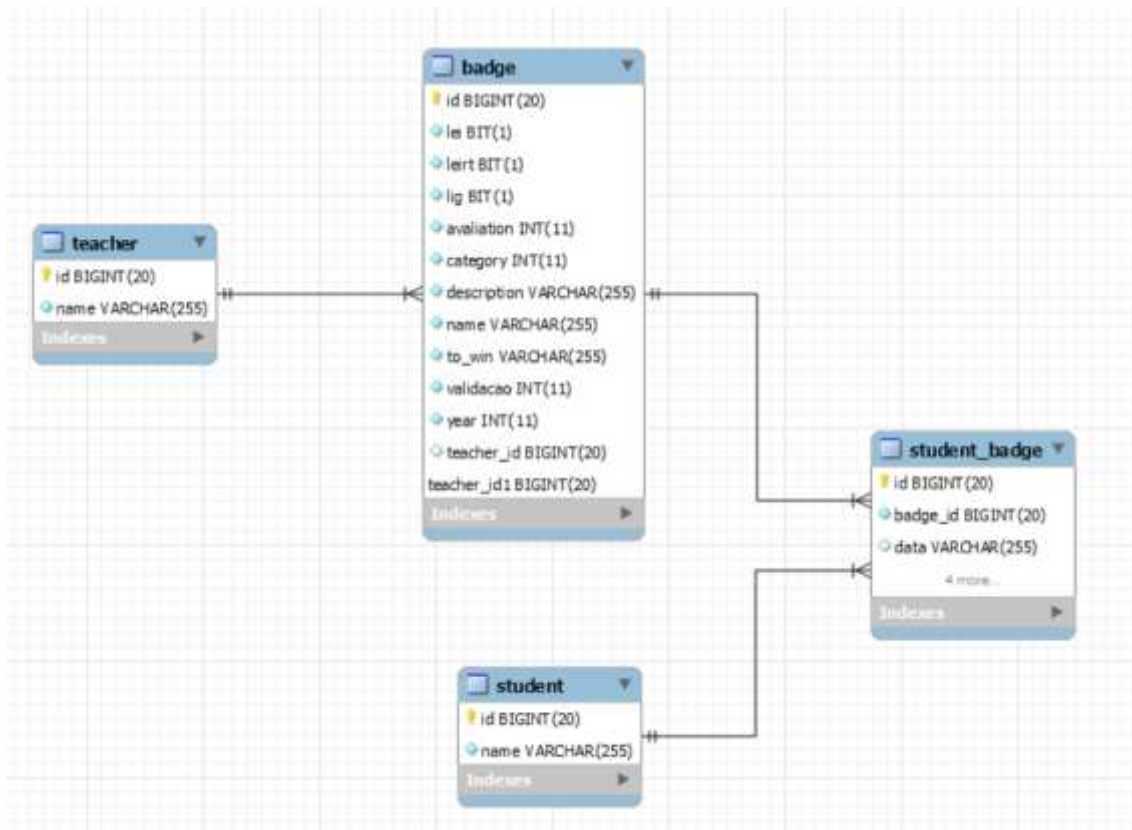 badge
id BIGINT(20)
lei BIT(1)
leirt BIT(1)
lig BIT(1)
avaliation INT(11)
category INT(11)
description VARCHAR(255)
name VARCHAR(255)
to_win VARCHAR(255)
validacao INT(11)
year INT(11)
teacher_id BIGINT(20)
teacher_id1 BIGINT(20)
Indexes
teacher
id BIGINT(20)
name VARCHAR(255)
Indexes
student_badge
id BIGINT(20)
badge_id BIGINT(20)
data VARCHAR(255)
4 more...
Indexes
student
id BIGINT(20)
name VARCHAR(255)
Indexes